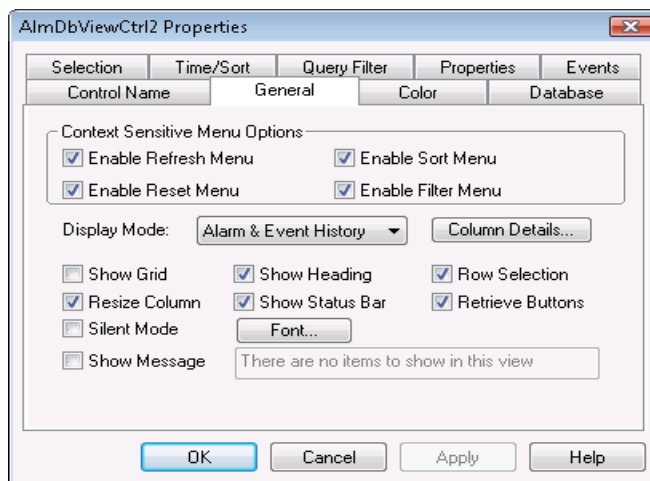 AlmDbViewCtrl2 Properties
Selection Time/Sort Query Filter Properties Events
Control Name General Color Database
Context Sensitive Menu Options
Enable Refresh Menu Enable Sort Menu
Enable Reset Menu Enable Filter Menu
Display Mode: Alarm & Event History Column Details...
Show Grid Show Heading Row Selection
Resize Column Show Status Bar Retrieve Buttons
Silent Mode Font...
Show Message There are no items to show in this view
OK Cancel Apply Help